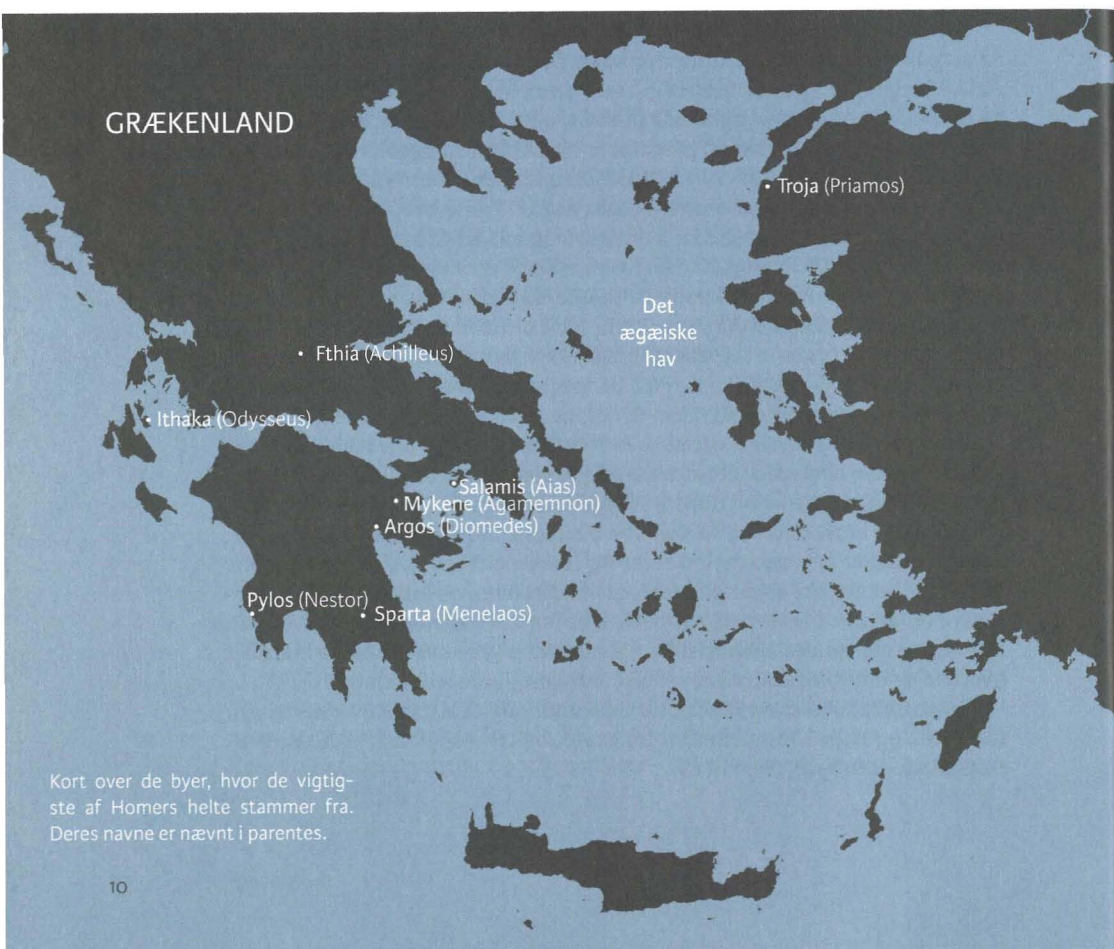 GRÆKENLAND
• Troja (Priamos)
Det
ægæiske
hav
• Fthia (Achilleus)
• Ithaka (Odysseus)
• Salamis (Aias)
• Mykene (Agamemnon)
• Argos (Diomedes)
Pylos (Nestor)
• Sparta (Menelaos)
Kort over de byer, hvor de vigtig-
ste af Homers helte stammer fra.
Deres navne er nævnt i parentes.
10